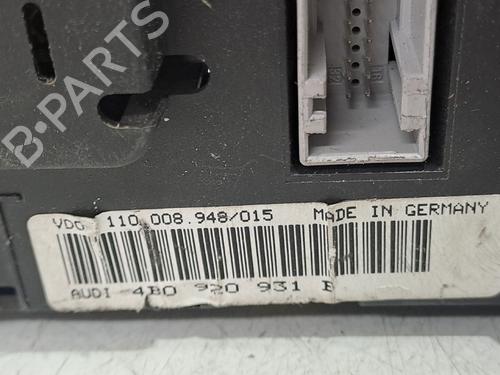 B-PARTS
VDO 110.008.948/015 MADE IN GERMANY
AUDI 4B0 920 931